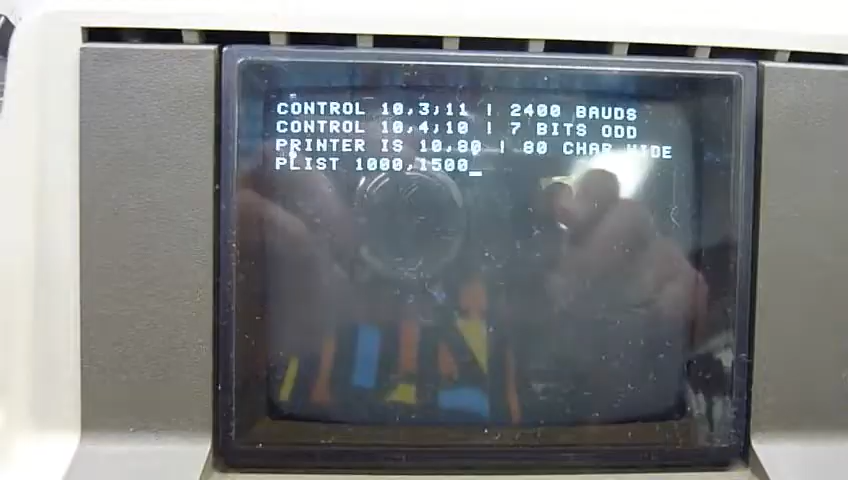 CONTROL 10,3;11 ! 2400 BAUDS
CONTROL 10,4;10 ! 7 BITS ODD
PRINTER IS 10,80 ! 80 CHAR WIDE
PLIST 1000,1500_